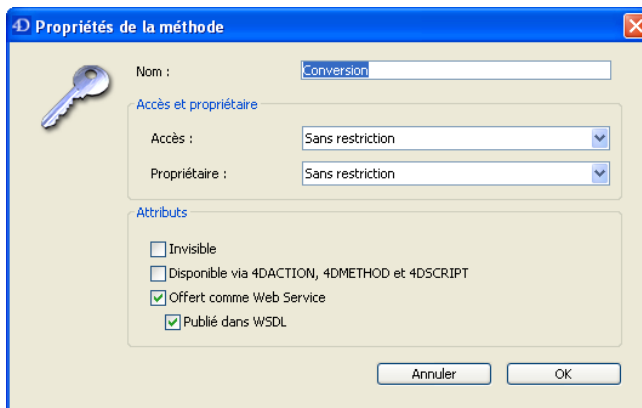 4D Propriétés de la méthode
Nom : Conversion
Accès et propriétaire
Accès : Sans restriction
Propriétaire : Sans restriction
Attributs
Invisible
Disponible via 4DACTION, 4DMETHOD et 4DSCRIPT
Offert comme Web Service
Publié dans WSDL
Annuler OK